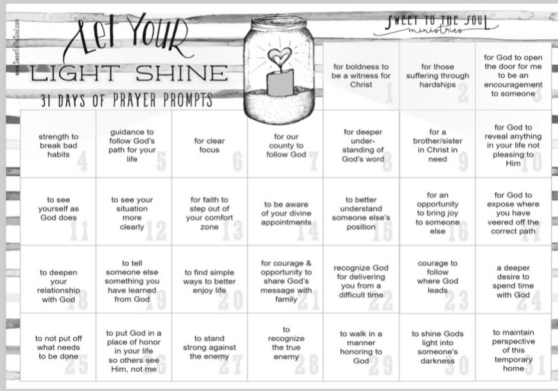 Let Your
LIGHT SHINE
31 DAYS OF PRAYER PROMPTS
SWEET TO THE SOUL
ministries
for boldness to
be a witness for
Christ
1
for those
suffering through
hardships
2
for God to open
the door for me
to be an
encouragement
to someone
3
strength to
break bad
habits
4
guidance to
follow God's
path for your
life
5
for clear
focus
6
for our
county to
follow God
7
for deeper
under-
standing of
God's word
8
for a
brother/sister
in Christ in
need
9
for God to
reveal anything
in your life not
pleasing to
Him
10
to see
yourself as
God does
11
to see your
situation
more
clearly
12
for faith to
step out of
your comfort
zone
13
to be aware
of your divine
appointments
14
to better
understand
someone else's
position
15
for an
opportunity
to bring joy
to someone
else
16
for God to
expose where
you have
veered off the
correct path
17
to deepen
your
relationship
with God
18
to tell
someone else
something you
have learned
from God
19
to find simple
ways to better
enjoy life
20
for courage &
opportunity to
share God's
message with
family
21
recognize God
for delivering
you from a
difficult time
22
courage to
follow
where God
leads
23
a deeper
desire to
spend time
with God
24
to not put off
what needs
to be done
25
to put God in a
place of honor
in your life
so others see
Him, not me
26
to stand
strong against
the enemy
27
to
recognize
the true
enemy
28
to walk in a
manner
honoring to
God
29
to shine Gods
light into
someone's
darkness
30
to maintain
perspective
of this
temporary
home
31